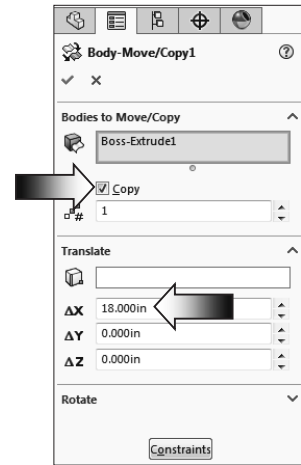 Body-Move/Copy1
Bodies to Move/Copy
Boss-Extrude1
Copy
# 1
Translate
ΔX 18.000in
ΔY 0.000in
ΔZ 0.000in
Rotate
Constraints